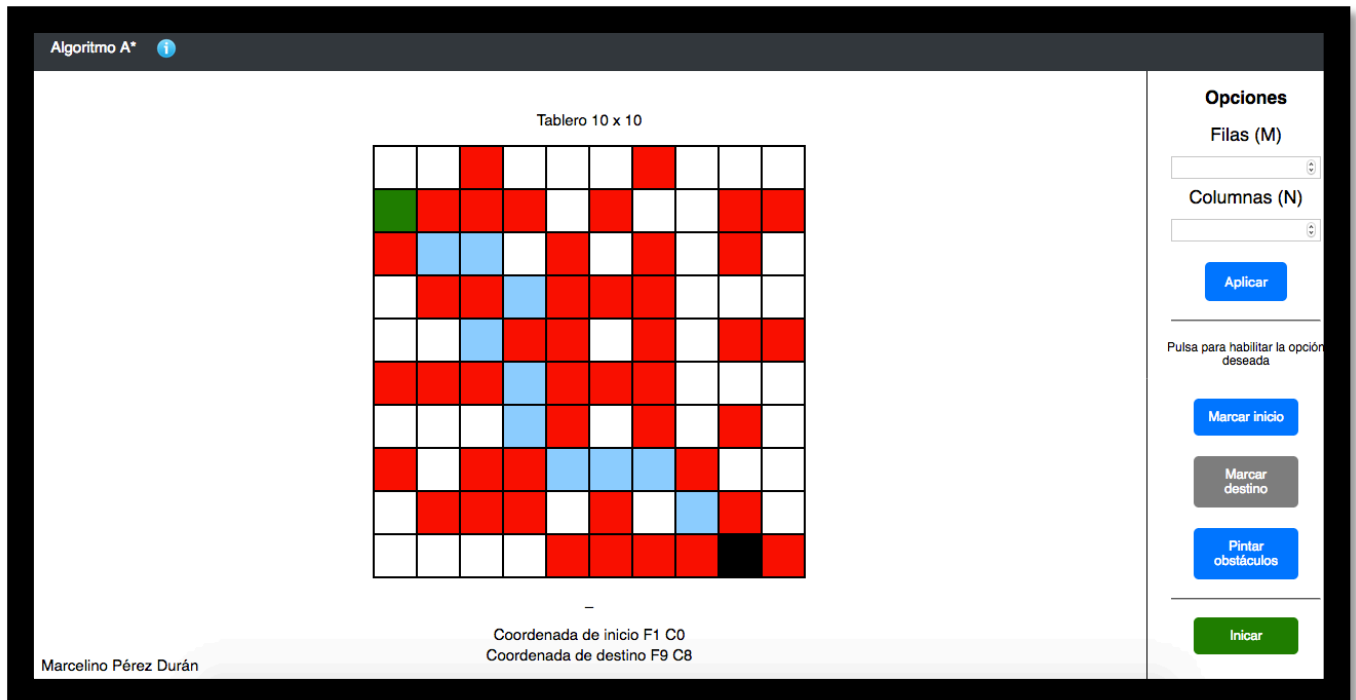 Algoritmo A*
Tablero 10 x 10
_
Coordenada de inicio F1 C0
Coordenada de destino F9 C8
Marcelino Pérez Durán
Opciones
Filas (M)
Columnas (N)
Aplicar
Pulsa para habilitar la opción
deseada
Marcar inicio
Marcar
destino
Pintar
obstáculos
Inicar